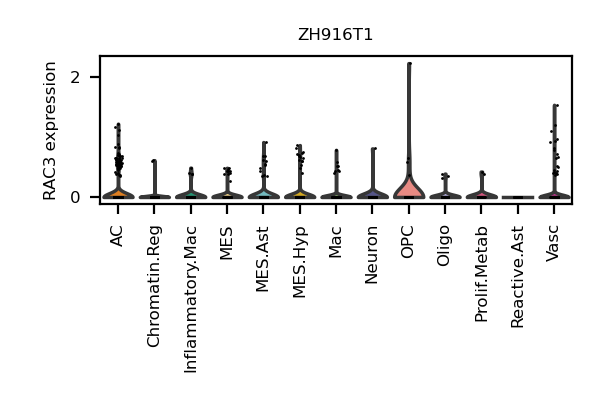 ZH916T1
RAC3 expression
2
0
AC
Chromatin.Reg
Inflammatory.Mac
MES
MES.Ast
MES.Hyp
Mac
Neuron
OPC
Oligo
Prolif.Metab
Reactive.Ast
Vasc